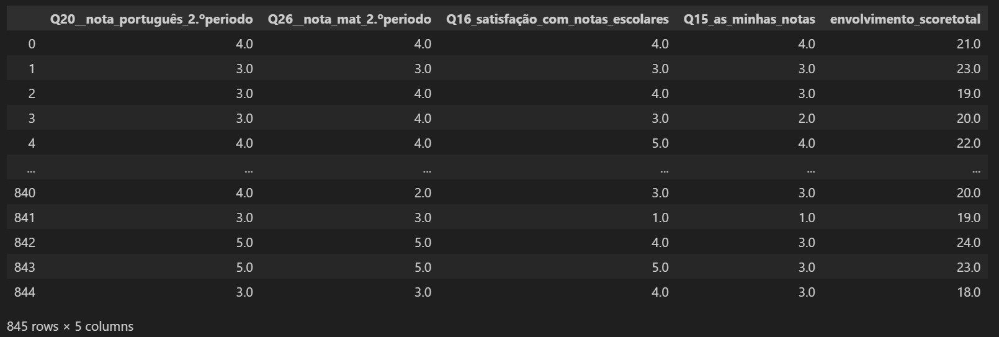 Q20__nota_português_2.ºperiodo Q26__nota_mat_2.ºperiodo Q16_satisfação_com_notas_escolares Q15_as_minhas_notas envolvimento_scoretotal
0 4.0 4.0 4.0 4.0 21.0
1 3.0 3.0 3.0 3.0 23.0
2 3.0 4.0 4.0 3.0 19.0
3 3.0 4.0 3.0 2.0 20.0
4 4.0 4.0 5.0 4.0 22.0
... ... ... ... ... ...
840 4.0 2.0 3.0 3.0 20.0
841 3.0 3.0 1.0 1.0 19.0
842 5.0 5.0 4.0 3.0 24.0
843 5.0 5.0 5.0 3.0 23.0
844 3.0 3.0 4.0 3.0 18.0
845 rows × 5 columns